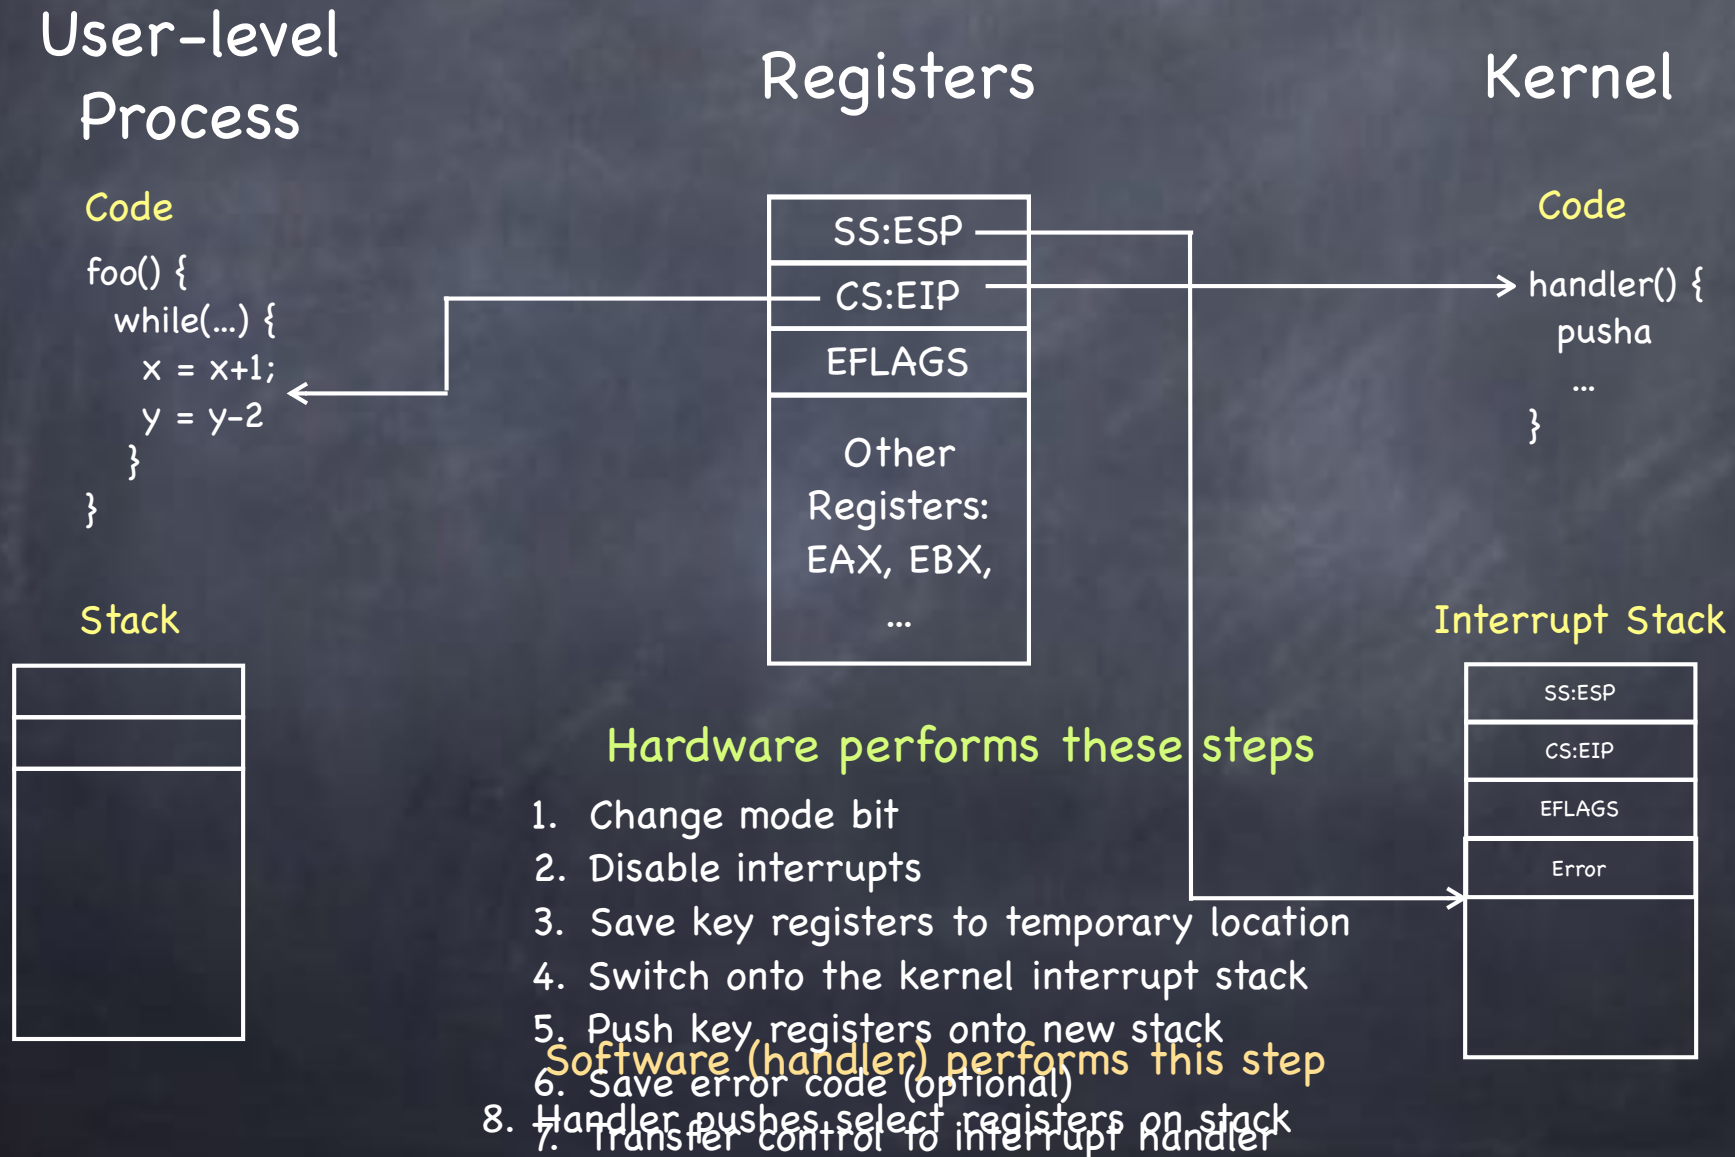 User-level
Process
Code
foo() {
while(...) {
x = x+1;
y = y-2
}
}
Stack
Registers
SS:ESP
CS:EIP
EFLAGS
Other
Registers:
EAX, EBX,
...
Kernel
Code
handler() {
pusha
...
}
Interrupt Stack
SS:ESP
CS:EIP
EFLAGS
Error
Hardware performs these steps
1. Change mode bit
2. Disable interrupts
3. Save key registers to temporary location
4. Switch onto the kernel interrupt stack
5. Push key registers onto new stack
6. Save error code (optional)
7. Transfer control to interrupt handler
Software (handler) performs this step
8. Handler pushes select registers on stack